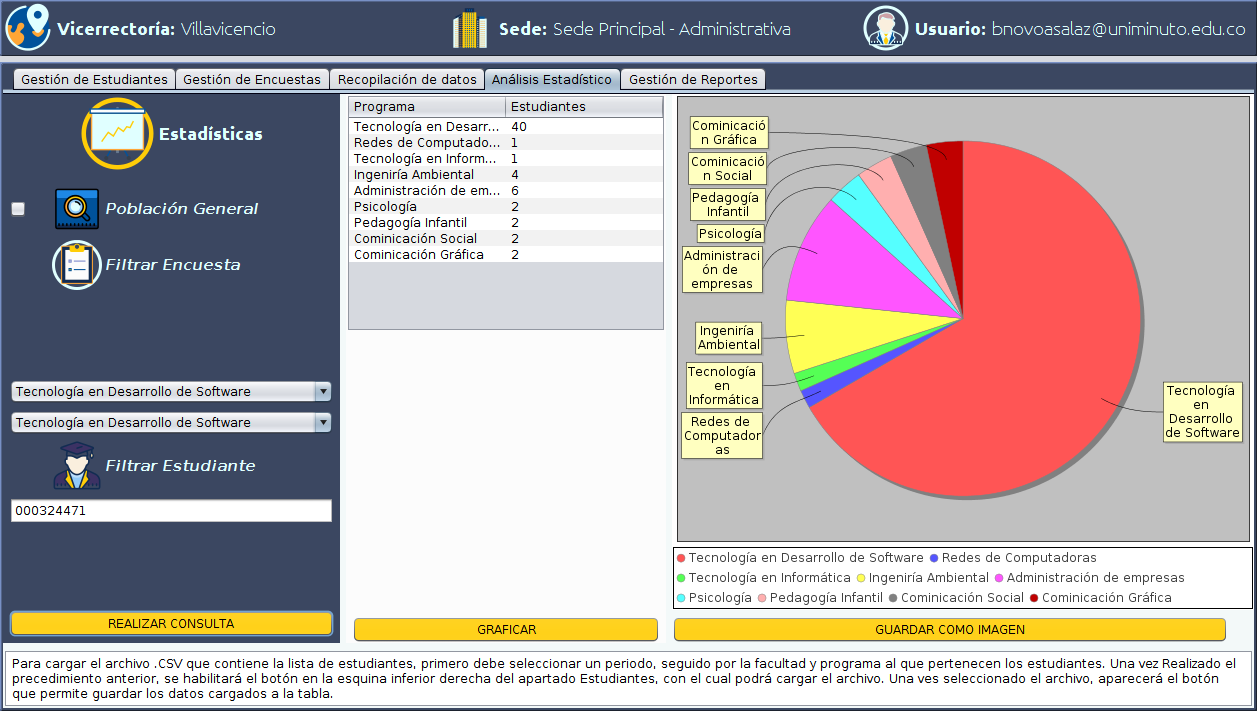 Vicerrectoría: Villavicencio
Sede: Sede Principal - Administrativa
Usuario: bnovoasalaz@uniminuto.edu.co
Gestión de Estudiantes
Gestión de Encuestas
Recopilación de datos
Análisis Estadístico
Gestión de Reportes
Estadísticas
Población General
Filtrar Encuesta
Tecnología en Desarrollo de Software
Tecnología en Desarrollo de Software
Filtrar Estudiante
000324471
REALIZAR CONSULTA
Programa Estudiantes
Tecnología en Desarr... 40
Redes de Computado... 1
Tecnología en Inform... 1
Ingeniría Ambiental 4
Administración de em... 6
Psicología 2
Pedagogía Infantil 2
Cominicación Social 2
Cominicación Gráfica 2
GRAFICAR
Cominicació
n Gráfica
Cominicació
n Social
Pedagogía
Infantil
Psicología
Administraci
ón de
empresas
Ingeniría
Ambiental
Tecnología
en
Informática
Redes de
Computador
as
Tecnología
en
Desarrollo
de Software
Tecnología en Desarrollo de Software Redes de Computadoras
Tecnología en Informática Ingeniría Ambiental Administración de empresas
Psicología Pedagogía Infantil Cominicación Social Cominicación Gráfica
GUARDAR COMO IMAGEN
Para cargar el archivo .CSV que contiene la lista de estudiantes, primero debe seleccionar un periodo, seguido por la facultad y programa al que pertenecen los estudiantes. Una vez Realizado el
precedimiento anterior, se habilitará el botón en la esquina inferior derecha del apartado Estudiantes, con el cual podrá cargar el archivo. Una ves seleccionado el archivo, aparecerá el botón
que permite guardar los datos cargados a la tabla.